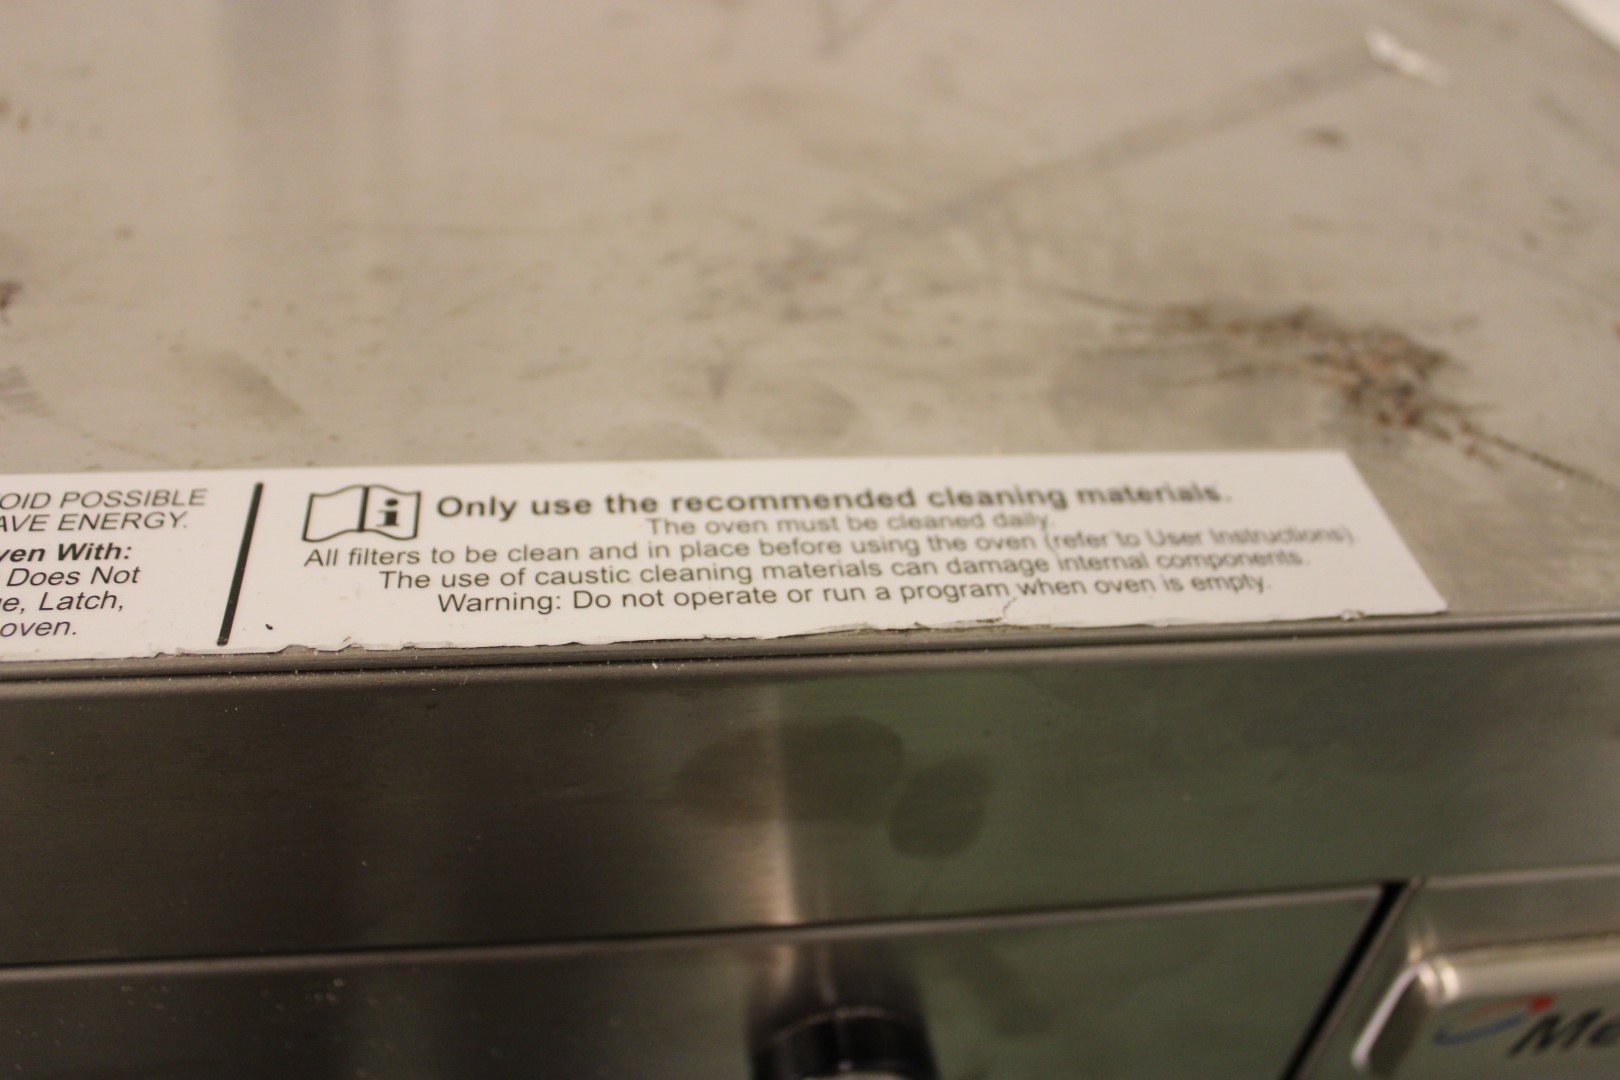 OID POSSIBLE
AVE ENERGY.
ven With:
Does Not
e, Latch,
oven.
Only use the recommended cleaning materials.
The oven must be cleaned daily.
All filters to be clean and in place before using the oven (refer to User Instructions).
The use of caustic cleaning materials can damage internal components.
Warning: Do not operate or run a program when oven is empty.
Me